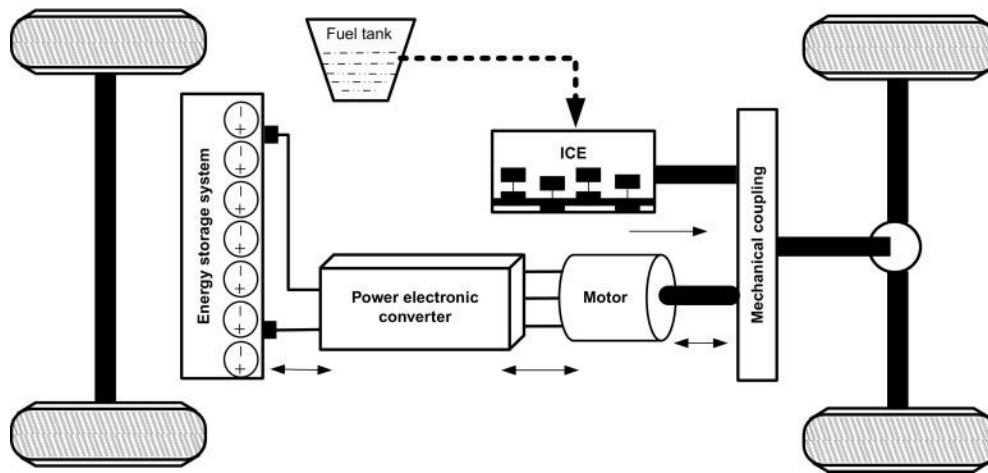 Fuel tank
ICE
Energy storage system
Power electronic
converter
Motor
Mechanical coupling